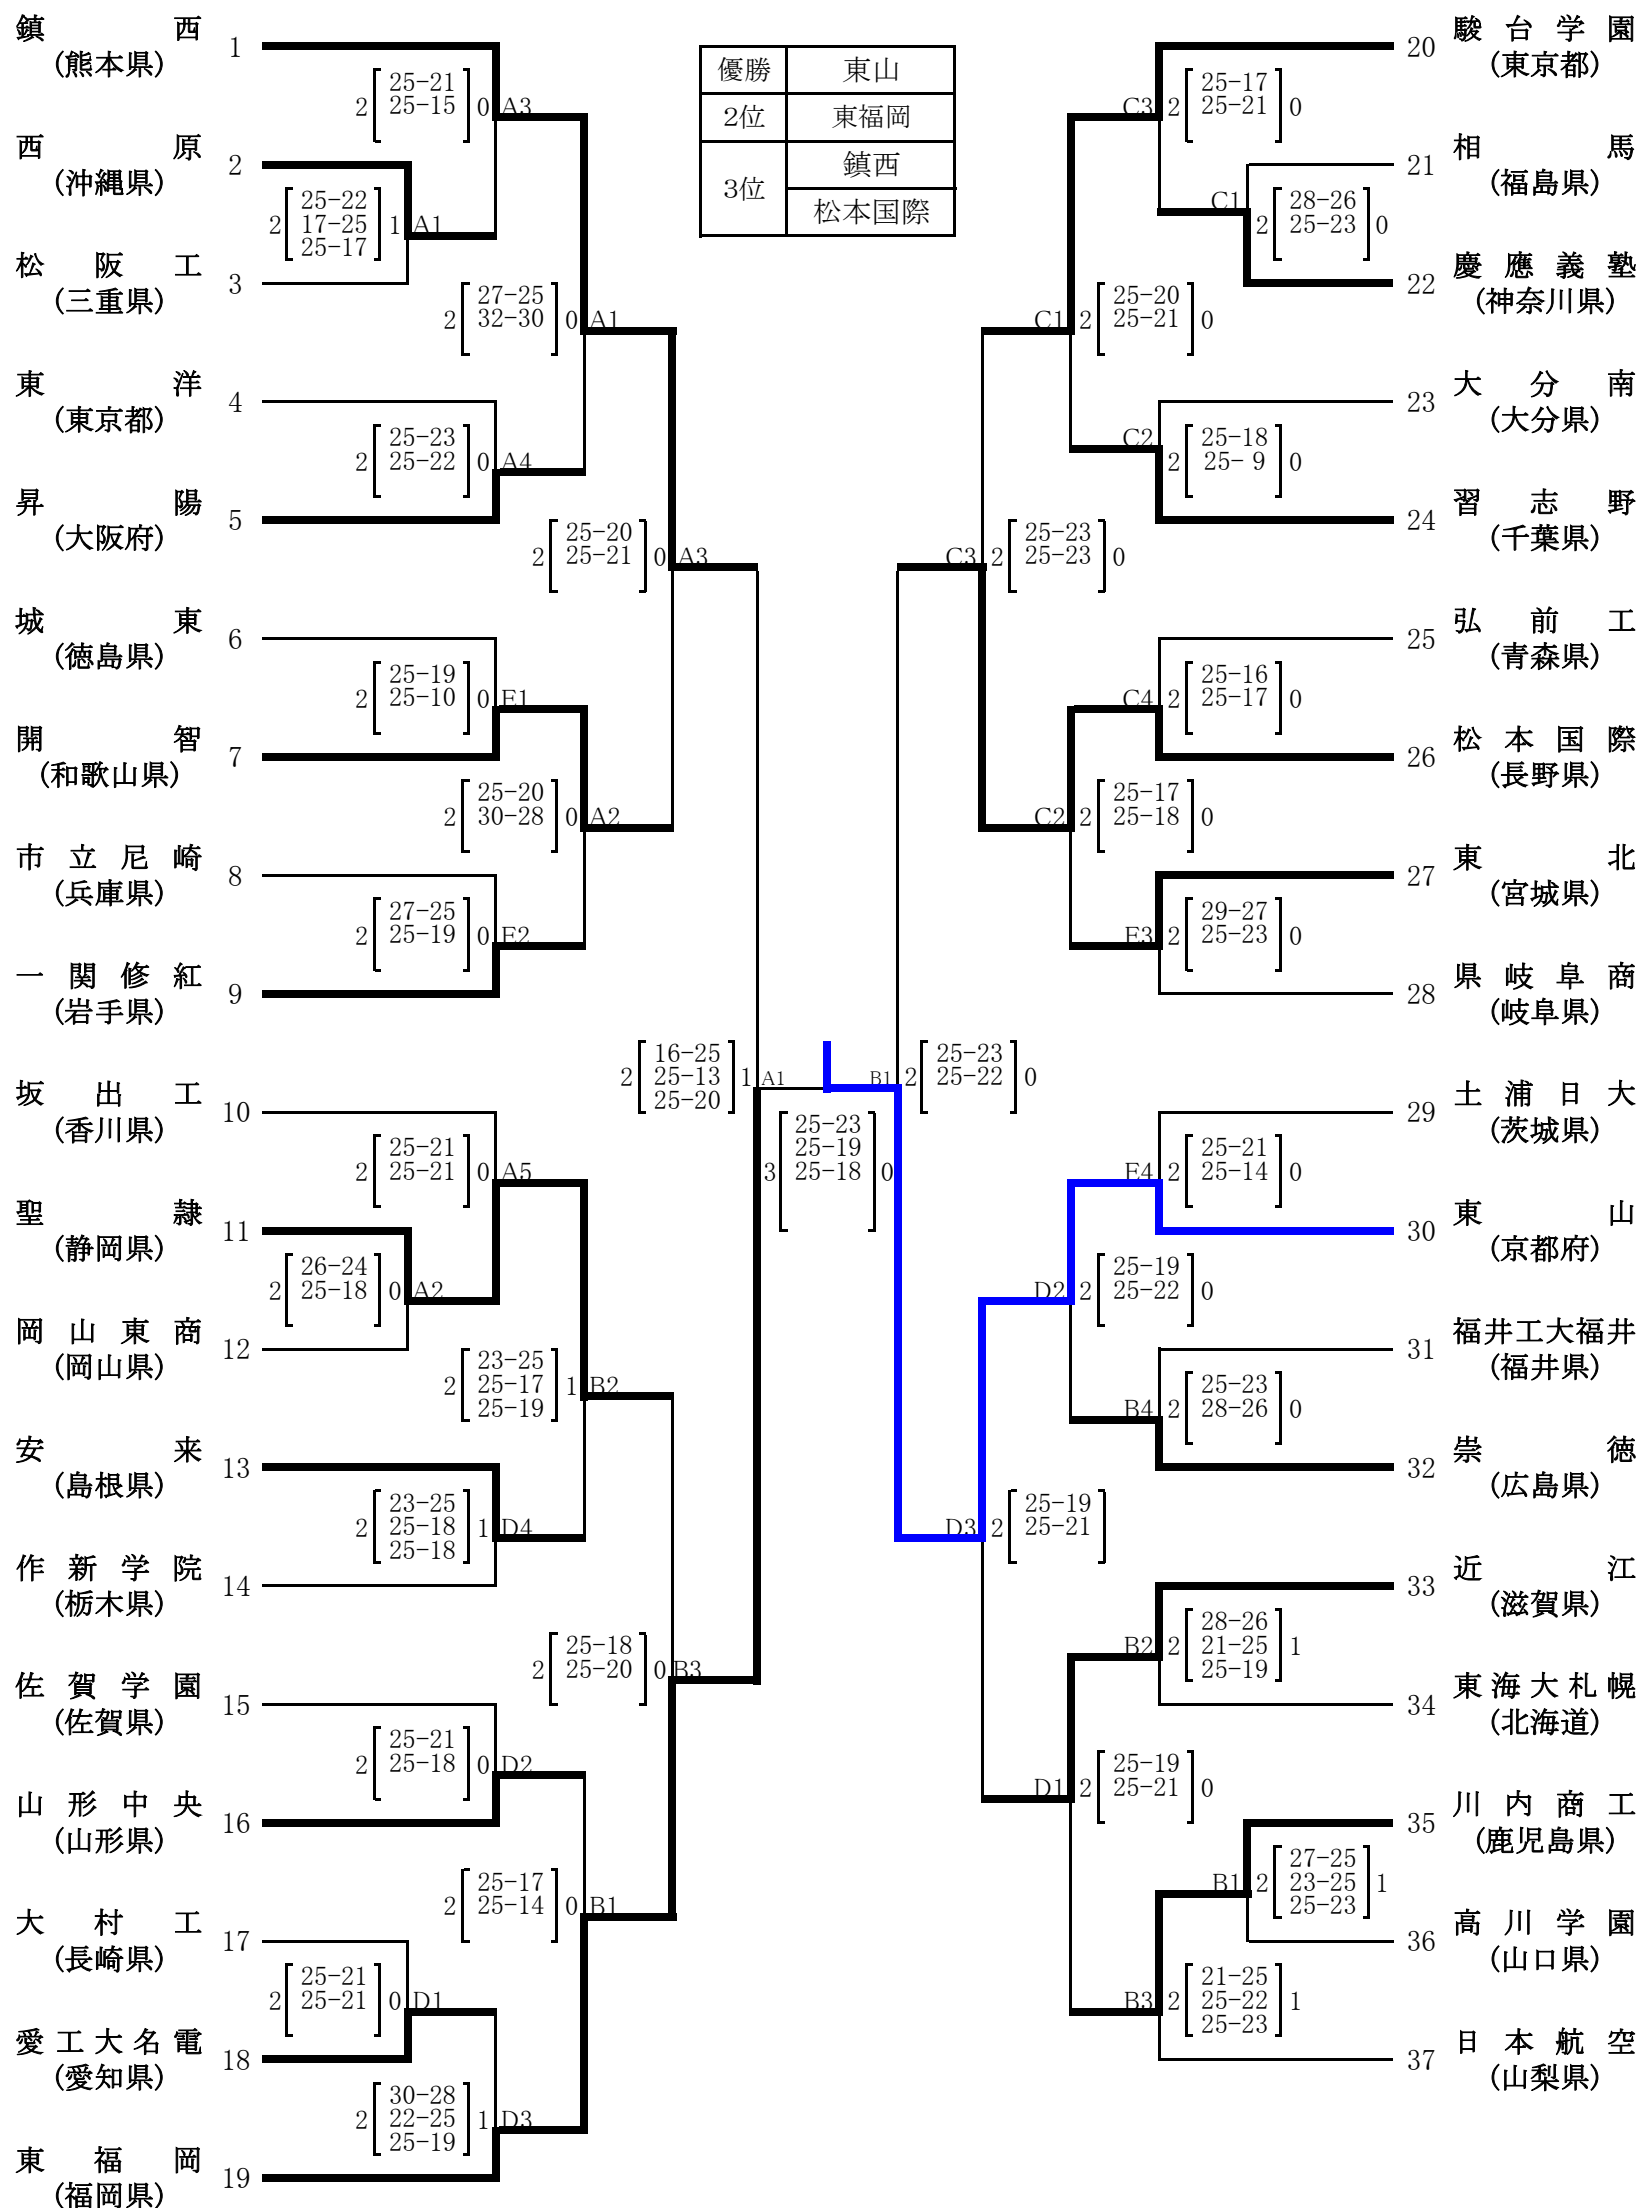 鎮西
(熊本県)
1
25-21
2 25-15 0 A3
西原
(沖縄県)
2
25-22
2 17-25 1 A1
25-17
松阪工
(三重県)
3
27-25
2 32-30 0 A1
東洋
(東京都)
4
25-23
2 25-22 0 A4
昇陽
(大阪府)
5
25-20
2 25-21 0 A3
城東
(徳島県)
6
25-19
2 25-10 0 E1
開智
(和歌山県)
7
25-20
2 30-28 0 A2
市立尼崎
(兵庫県)
8
27-25
2 25-19 0 E2
一関修紅
(岩手県)
9
16-25
2 25-13 1 A1
25-20
坂出工
(香川県)
10
25-21
2 25-21 0 A5
聖隷
(静岡県)
11
26-24
2 25-18 0 A2
岡山東商
(岡山県)
12
23-25
2 25-17 1 B2
25-19
安来
(島根県)
13
23-25
2 25-18 1 D4
25-18
作新学院
(栃木県)
14
25-18
2 25-20 0 B3
佐賀学園
(佐賀県)
15
25-21
2 25-18 0 D2
山形中央
(山形県)
16
25-17
2 25-14 0 B1
大村工
(長崎県)
17
25-21
2 25-21 0 D1
愛工大名電
(愛知県)
18
30-28
2 22-25 1 D3
25-19
東福岡
(福岡県)
19
優勝 東山
2位 東福岡
3位 鎮西
松本国際
25-23
25-19
3 25-18 0
駿台学園
(東京都)
20
25-17
C3 2 25-21 0
相馬
(福島県)
21
28-26
C1 2 25-23 0
慶應義塾
(神奈川県)
22
25-20
C1 2 25-21 0
大分南
(大分県)
23
25-18
C2 2 25- 9 0
習志野
(千葉県)
24
25-23
C3 2 25-23 0
弘前工
(青森県)
25
25-16
C4 2 25-17 0
松本国際
(長野県)
26
25-17
C2 2 25-18 0
東北
(宮城県)
27
29-27
E3 2 25-23 0
県岐阜商
(岐阜県)
28
25-23
B1 2 25-22 0
土浦日大
(茨城県)
29
25-21
E4 2 25-14 0
東山
(京都府)
30
25-19
D2 2 25-22 0
福井工大福井
(福井県)
31
25-23
B4 2 28-26 0
崇徳
(広島県)
32
25-19
D3 2 25-21
近江
(滋賀県)
33
28-26
B2 2 21-25 1
25-19
東海大札幌
(北海道)
34
25-19
D1 2 25-21 0
川内商工
(鹿児島県)
35
27-25
B1 2 23-25 1
25-23
高川学園
(山口県)
36
21-25
B3 2 25-22 1
25-23
日本航空
(山梨県)
37